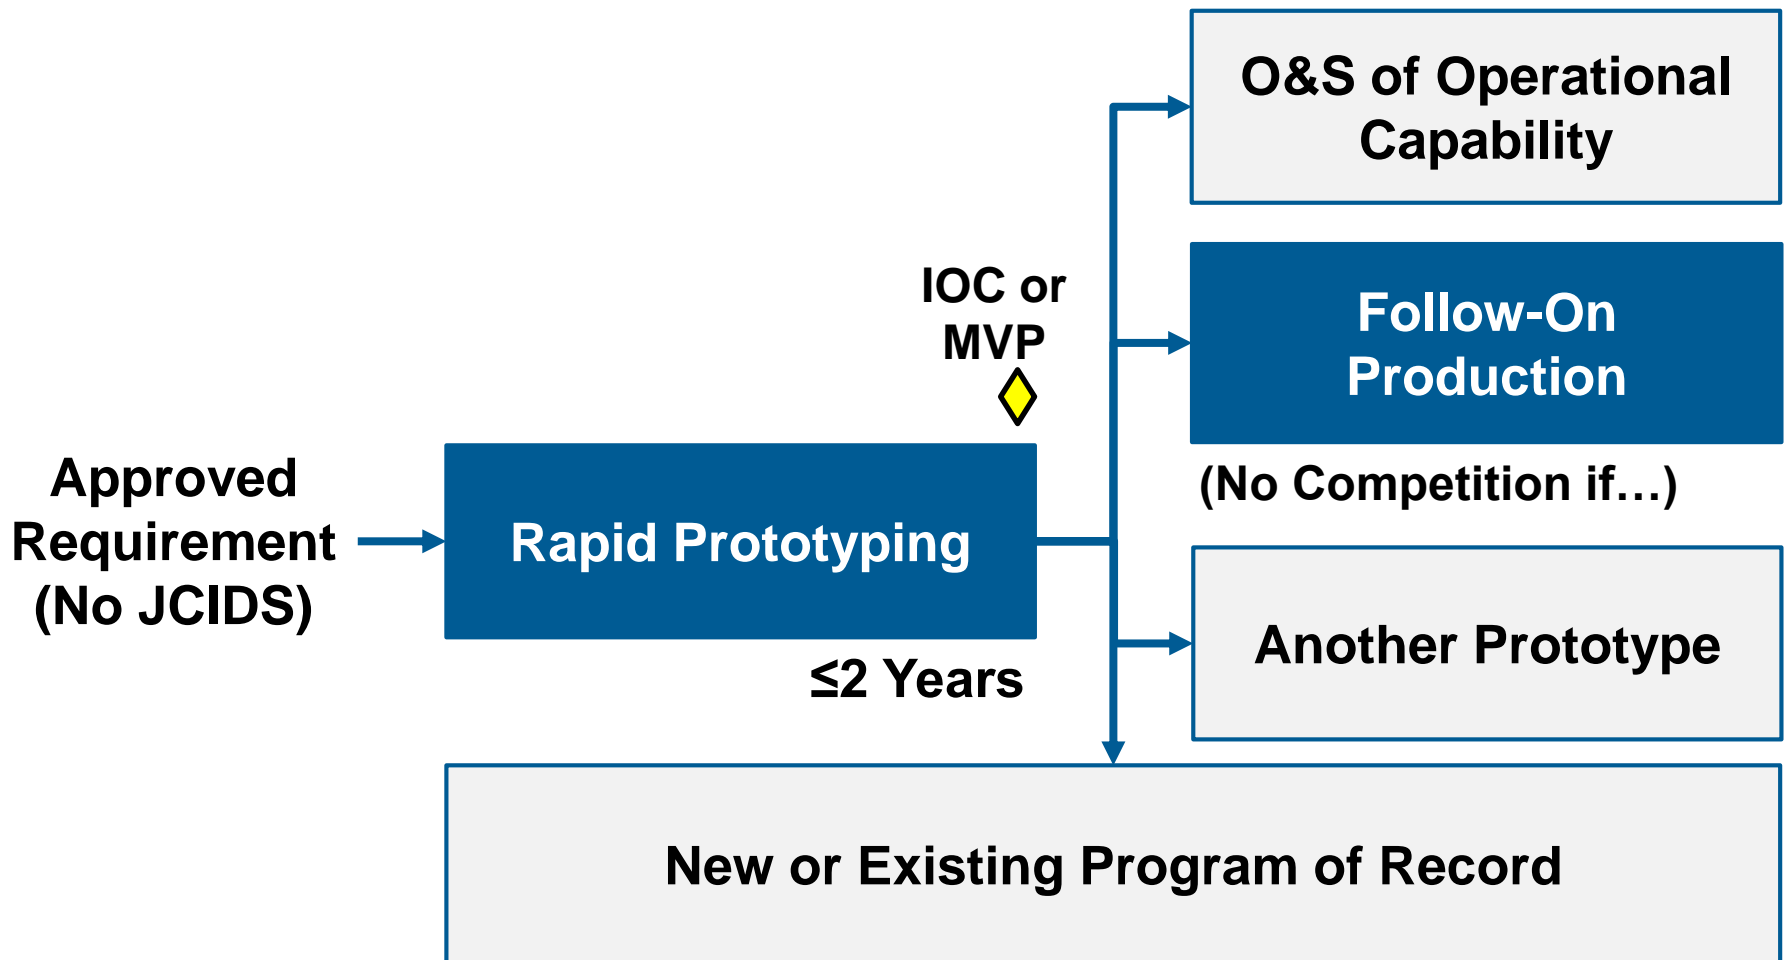 Approved
Requirement
(No JCIDS)
Rapid Prototyping
≤2 Years
IOC or
MVP
O&S of Operational
Capability
Follow-On
Production
(No Competition if…)
Another Prototype
New or Existing Program of Record